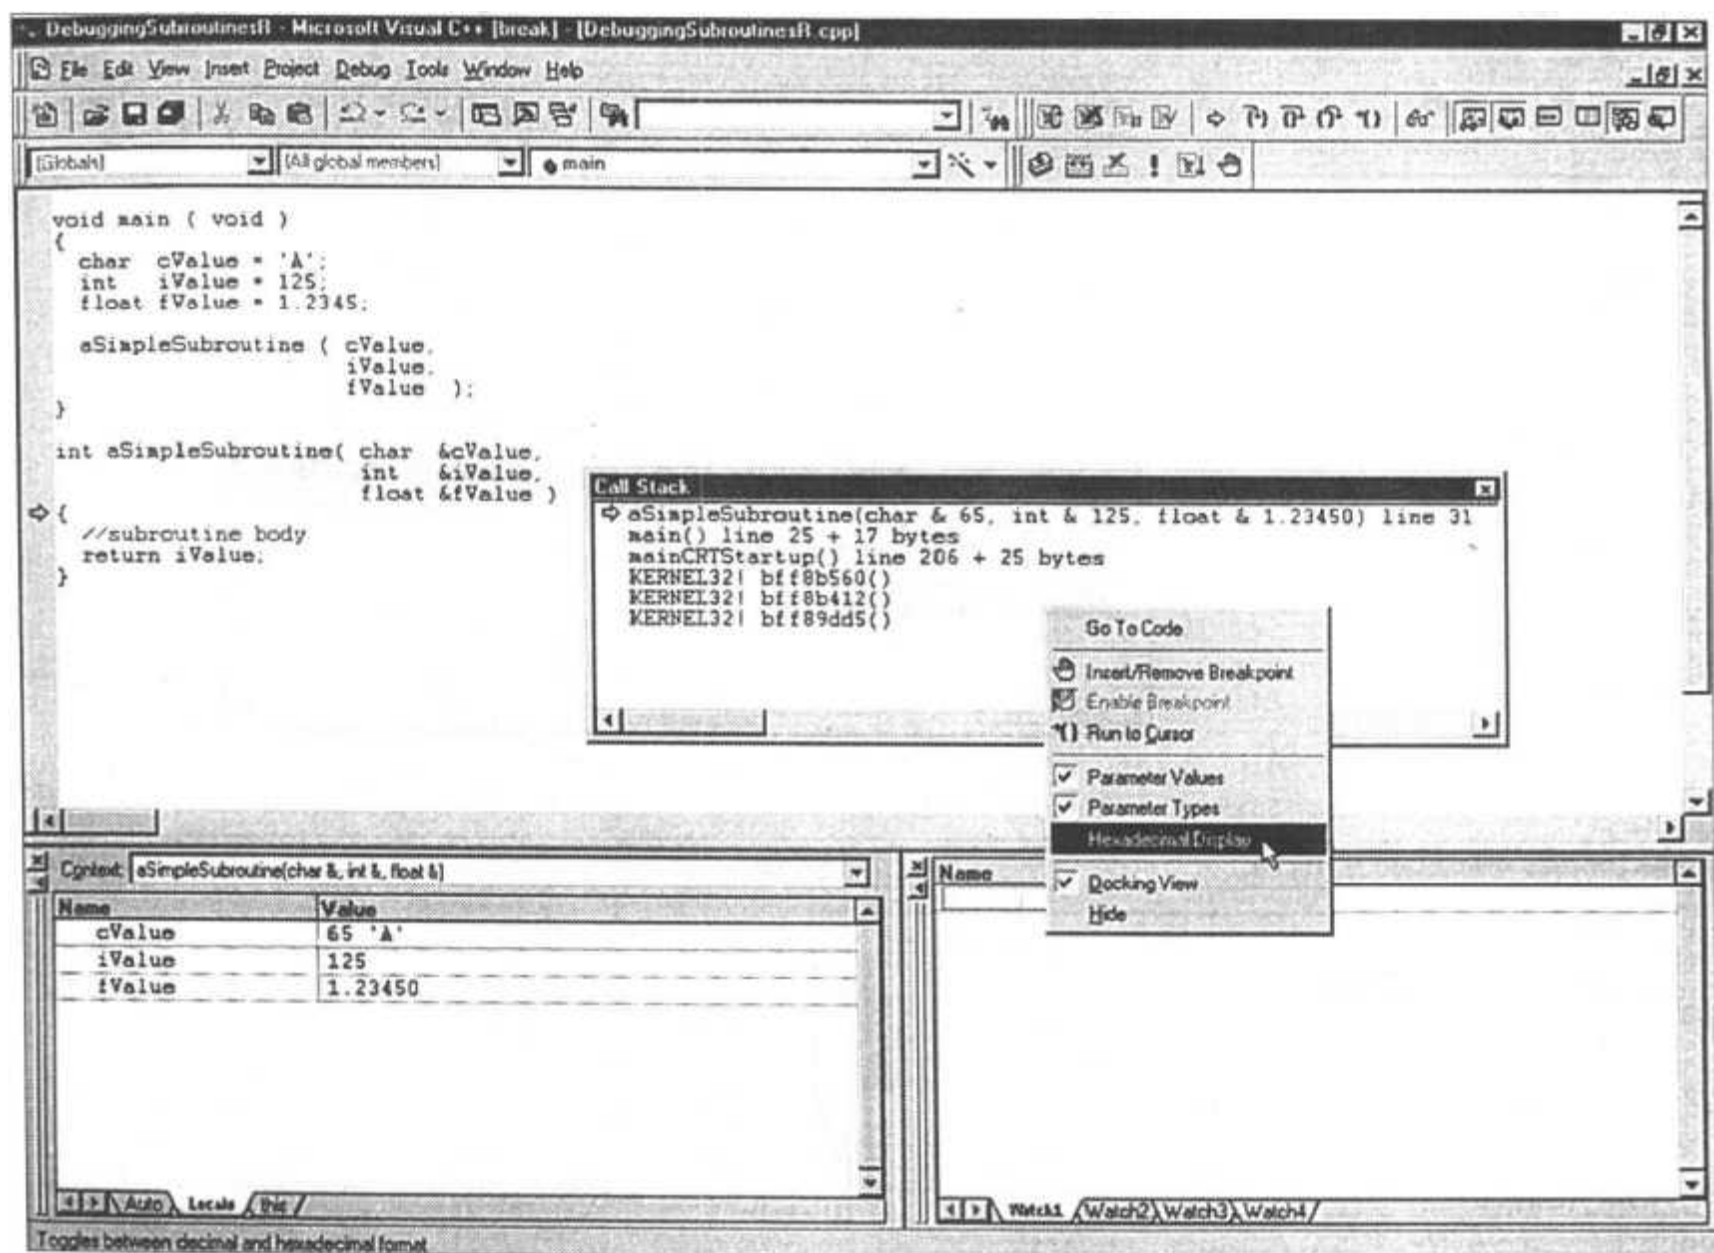 DebuggingSubroutinesR - Microsoft Visual C++ [break] - [DebuggingSubroutinesR.cpp]
File Edit View Insert Project Debug Tools Window Help
[Globals] [All global members] main
void main ( void )
{
char cValue = 'A';
int iValue = 125;
float fValue = 1.2345;
aSimpleSubroutine ( cValue,
iValue,
fValue );
}
int aSimpleSubroutine( char &cValue,
int &iValue,
float &fValue )
{
//subroutine body
return iValue;
}
Call Stack
aSimpleSubroutine(char & 65, int & 125, float & 1.23450) line 31
main() line 25 + 17 bytes
mainCRTStartup() line 206 + 25 bytes
KERNEL32! bff8b560()
KERNEL32! bff8b412()
KERNEL32! bff89dd5()
Go To Code
Insert/Remove Breakpoint
Enable Breakpoint
Run to Cursor
Parameter Values
Parameter Types
Hexadecimal Display
Docking View
Hide
Context: aSimpleSubroutine(char &, int &, float &)
Name Value
cValue 65 'A'
iValue 125
fValue 1.23450
Auto Locals this
Name
Watch1 Watch2 Watch3 Watch4
Toggles between decimal and hexadecimal format